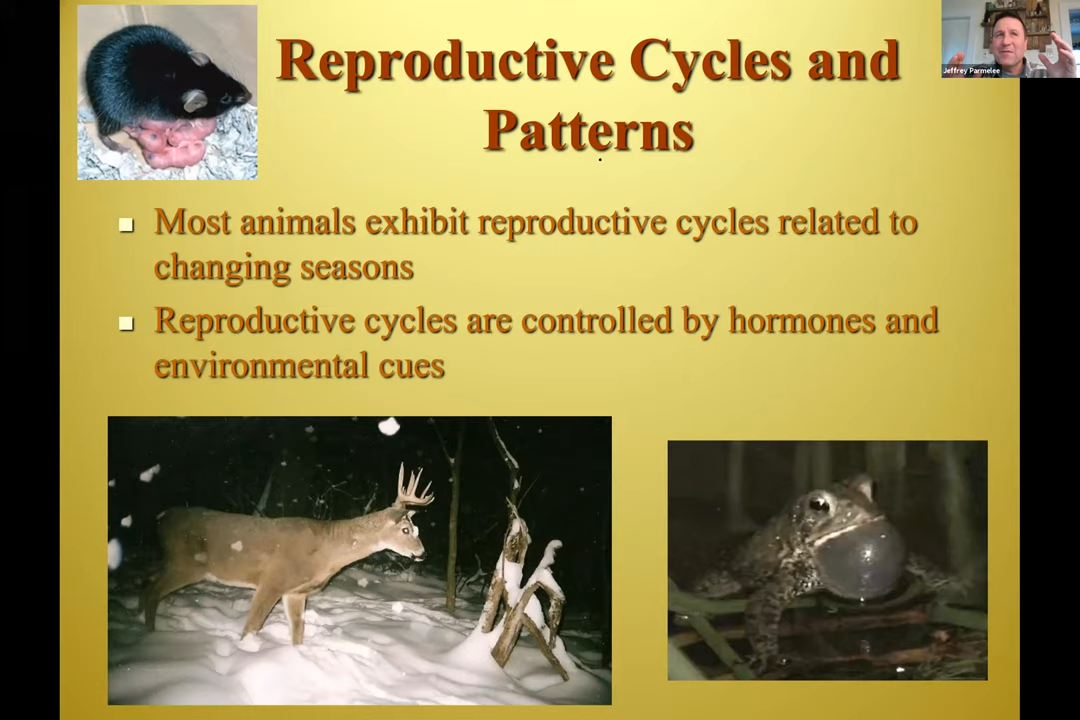 Reproductive Cycles and
Patterns
Jeffrey Parmelee
Most animals exhibit reproductive cycles related to
changing seasons
Reproductive cycles are controlled by hormones and
environmental cues